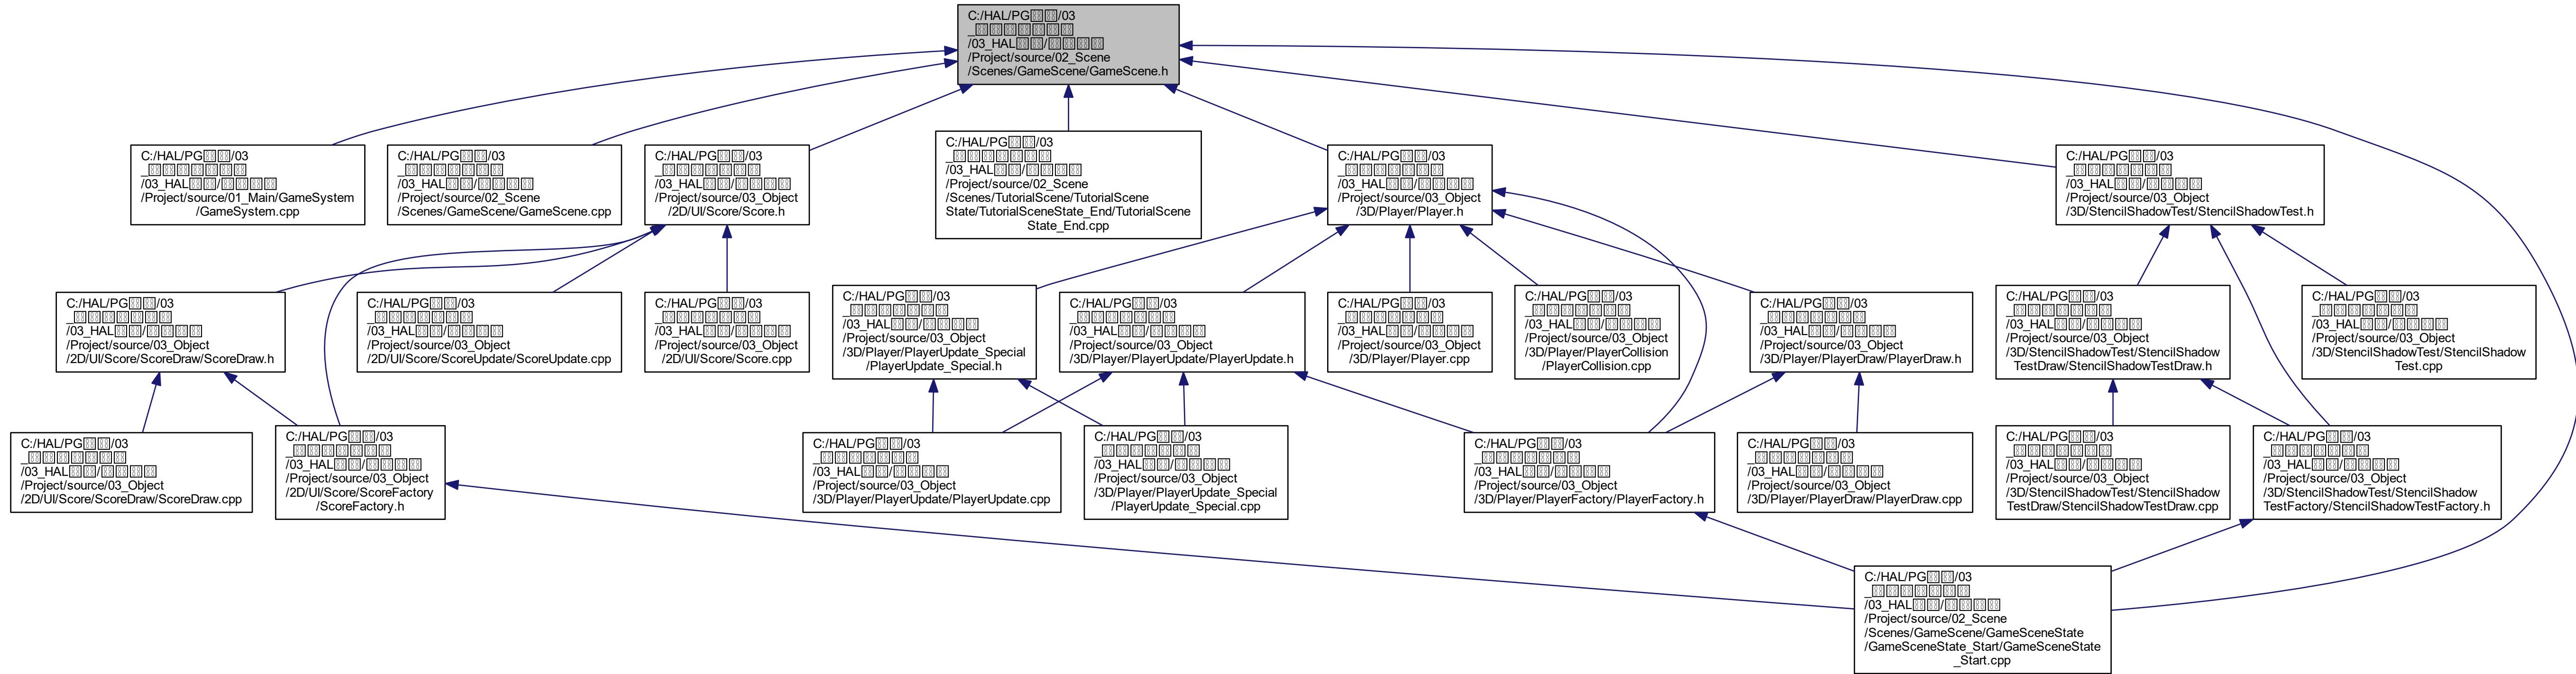 C:/HAL/PG/03
_
/03_HAL/
/Project/source/02_Scene
/Scenes/GameScene/GameScene.h
C:/HAL/PG/03
_
/03_HAL/
/Project/source/01_Main/GameSystem
/GameSystem.cpp
C:/HAL/PG/03
_
/03_HAL/
/Project/source/02_Scene
/Scenes/GameScene/GameScene.cpp
C:/HAL/PG/03
_
/03_HAL/
/Project/source/03_Object
/2D/UI/Score/Score.h
C:/HAL/PG/03
_
/03_HAL/
/Project/source/02_Scene
/Scenes/TutorialScene/TutorialScene
State/TutorialSceneState_End/TutorialScene
State_End.cpp
C:/HAL/PG/03
_
/03_HAL/
/Project/source/03_Object
/3D/Player/Player.h
C:/HAL/PG/03
_
/03_HAL/
/Project/source/03_Object
/3D/StencilShadowTest/StencilShadowTest.h
C:/HAL/PG/03
_
/03_HAL/
/Project/source/03_Object
/2D/UI/Score/ScoreDraw/ScoreDraw.h
C:/HAL/PG/03
_
/03_HAL/
/Project/source/03_Object
/2D/UI/Score/ScoreUpdate/ScoreUpdate.cpp
C:/HAL/PG/03
_
/03_HAL/
/Project/source/03_Object
/2D/UI/Score/Score.cpp
C:/HAL/PG/03
_
/03_HAL/
/Project/source/03_Object
/3D/Player/PlayerUpdate_Special
/PlayerUpdate_Special.h
C:/HAL/PG/03
_
/03_HAL/
/Project/source/03_Object
/3D/Player/PlayerUpdate/PlayerUpdate.h
C:/HAL/PG/03
_
/03_HAL/
/Project/source/03_Object
/3D/Player/Player.cpp
C:/HAL/PG/03
_
/03_HAL/
/Project/source/03_Object
/3D/Player/PlayerCollision
/PlayerCollision.cpp
C:/HAL/PG/03
_
/03_HAL/
/Project/source/03_Object
/3D/Player/PlayerDraw/PlayerDraw.h
C:/HAL/PG/03
_
/03_HAL/
/Project/source/03_Object
/3D/StencilShadowTest/StencilShadow
TestDraw/StencilShadowTestDraw.h
C:/HAL/PG/03
_
/03_HAL/
/Project/source/03_Object
/3D/StencilShadowTest/StencilShadow
Test.cpp
C:/HAL/PG/03
_
/03_HAL/
/Project/source/03_Object
/2D/UI/Score/ScoreDraw/ScoreDraw.cpp
C:/HAL/PG/03
_
/03_HAL/
/Project/source/03_Object
/2D/UI/Score/ScoreFactory
/ScoreFactory.h
C:/HAL/PG/03
_
/03_HAL/
/Project/source/03_Object
/3D/Player/PlayerUpdate/PlayerUpdate.cpp
C:/HAL/PG/03
_
/03_HAL/
/Project/source/03_Object
/3D/Player/PlayerUpdate_Special
/PlayerUpdate_Special.cpp
C:/HAL/PG/03
_
/03_HAL/
/Project/source/03_Object
/3D/Player/PlayerFactory/PlayerFactory.h
C:/HAL/PG/03
_
/03_HAL/
/Project/source/03_Object
/3D/Player/PlayerDraw/PlayerDraw.cpp
C:/HAL/PG/03
_
/03_HAL/
/Project/source/03_Object
/3D/StencilShadowTest/StencilShadow
TestDraw/StencilShadowTestDraw.cpp
C:/HAL/PG/03
_
/03_HAL/
/Project/source/03_Object
/3D/StencilShadowTest/StencilShadow
TestFactory/StencilShadowTestFactory.h
C:/HAL/PG/03
_
/03_HAL/
/Project/source/02_Scene
/Scenes/GameScene/GameSceneState
/GameSceneState_Start/GameSceneState
_Start.cpp